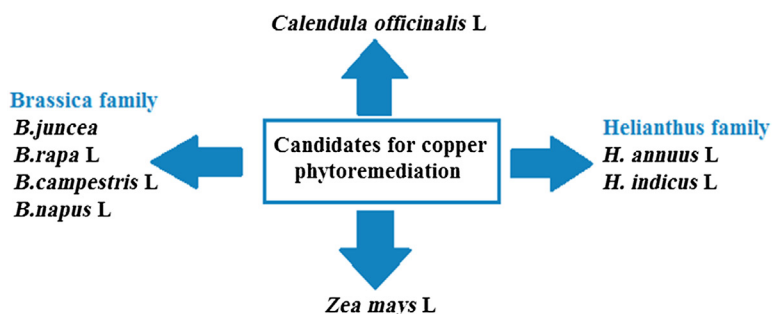 Calendula officinalis L
Brassica family
B.juncea
B.rapa L
B.campestris L
B.napus L
Candidates for copper
phytoremediation
Helianthus family
H. annuus L
H. indicus L
Zea mays L